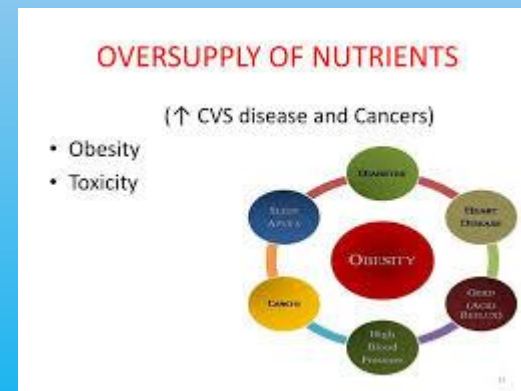 OVERSUPPLY OF NUTRIENTS
(↑ CVS disease and Cancers)
• Obesity
• Toxicity
DIABETES
HEART
DISEASE
GERD
(ACID
REFLUX)
High
Blood
Pressure
CANCER
SLEEP
APNEA
OBESITY